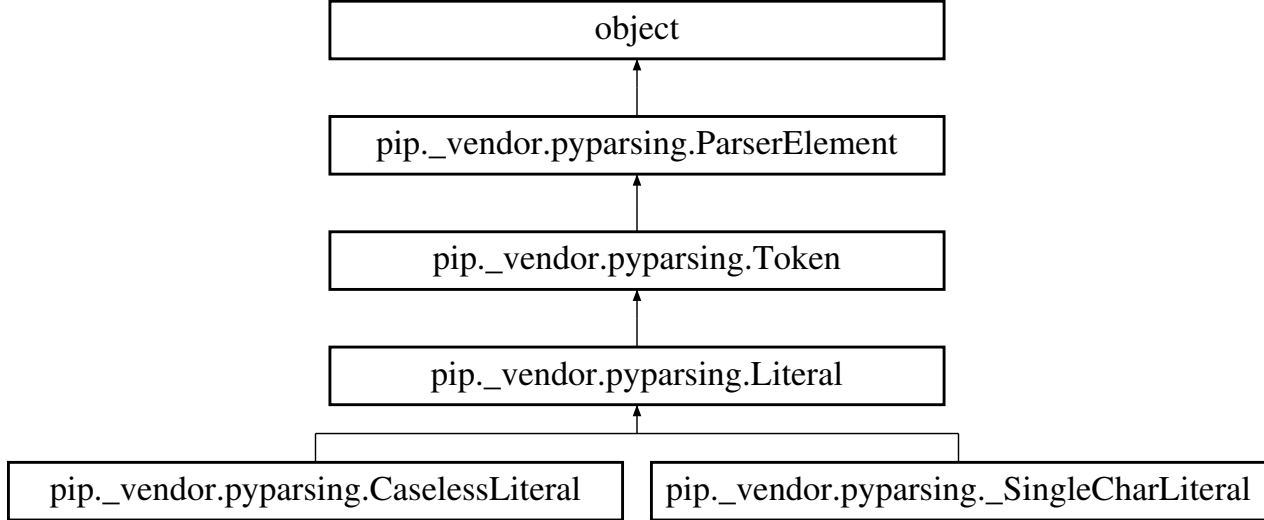 object
pip._vendor.pyparsing.ParserElement
pip._vendor.pyparsing.Token
pip._vendor.pyparsing.Literal
pip._vendor.pyparsing.CaselessLiteral
pip._vendor.pyparsing._SingleCharLiteral